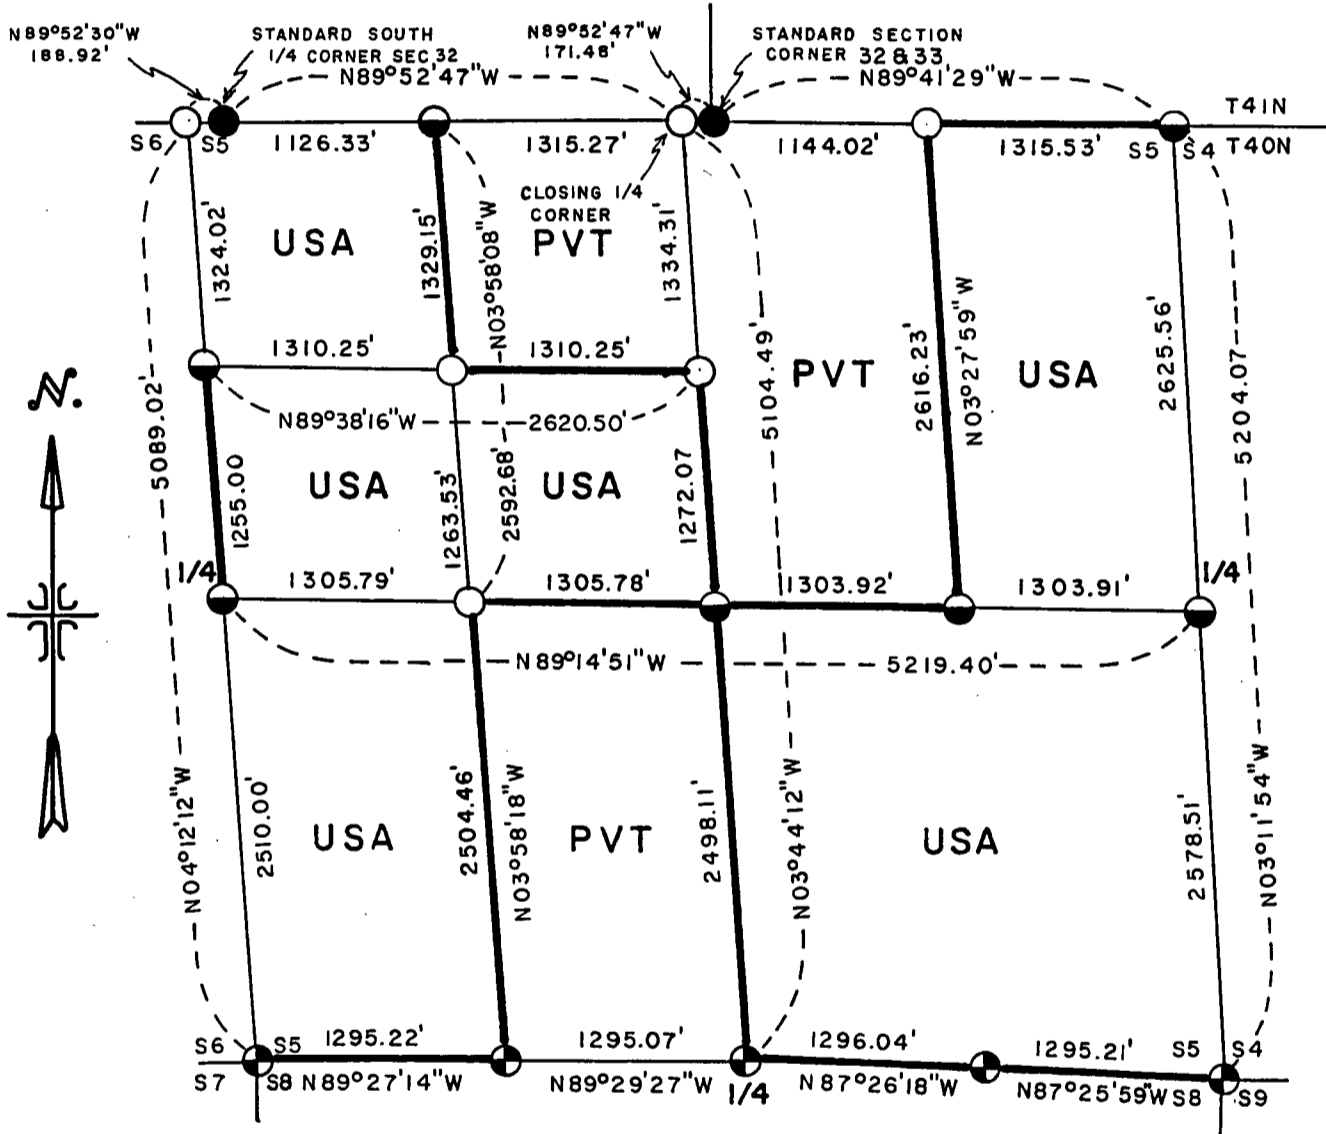 N89°52'30"W
188.92'
STANDARD SOUTH
1/4 CORNER SEC 32
N89°52'47"W
N89°52'47"W
171.48'
STANDARD SECTION
CORNER 32 & 33
N89°41'29"W
T41N
T40N
S6 S5
1126.33'
1315.27'
1144.02'
1315.53'
S5 S4
CLOSING 1/4
CORNER
1324.02'
USA
1329.15'
N03°58'08"W
PVT
1334.31'
1310.25'
1310.25'
N.
5089.02'
N89°38'16"W
2620.50'
5104.49'
PVT
2616.23'
N03°27'59"W
USA
2625.56'
5204.07'
1255.00
USA
1263.53'
2592.68'
USA
1272.07
1/4
1305.79'
1305.78'
1303.92'
1303.91'
1/4
N89°14'51"W
5219.40'
N04°12'12"W
2510.00'
USA
2504.46'
N03°58'18"W
PVT
2498.11'
N03°44'12"W
USA
2578.51'
N03°11'54"W
S6 S5
1295.22'
1295.07'
1296.04'
1295.21'
S5 S4
S7 S8
N89°27'14"W
N89°29'27"W
1/4
N87°26'18"W
N87°25'59"W
S8 S9